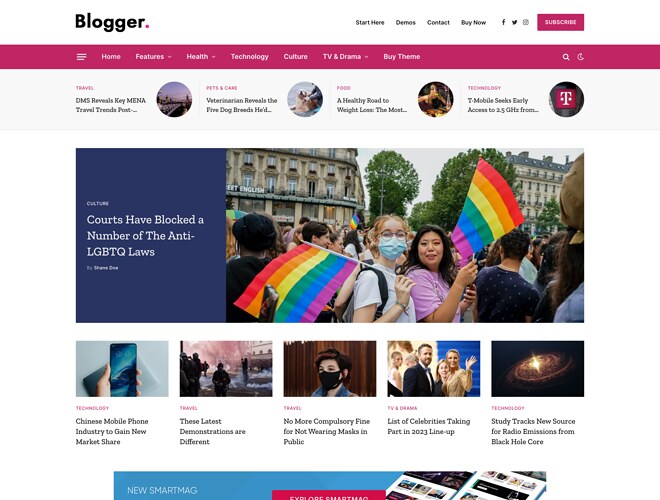 Blogger.
Start Here Demos Contact Buy Now SUBSCRIBE
Home Features Health Technology Culture TV & Drama Buy Theme
TRAVEL
DMS Reveals Key MENA
Travel Trends Post-...
PETS & CARE
Veterinarian Reveals the
Five Dog Breeds He'd...
FOOD
A Healthy Road to
Weight Loss: The Most...
TECHNOLOGY
T-Mobile Seeks Early
Access to 2.5 GHz from...
T
CULTURE
Courts Have Blocked a
Number of The Anti-
LGBTQ Laws
By Shane Doe
EET ENGLISH
TECHNOLOGY
Chinese Mobile Phone
Industry to Gain New
Market Share
TRAVEL
These Latest
Demonstrations are
Different
TRAVEL
No More Compulsory Fine
for Not Wearing Masks in
Public
TV & DRAMA
List of Celebrities Taking
Part in 2023 Line-up
TECHNOLOGY
Study Tracks New Source
for Radio Emissions from
Black Hole Core
NEW SMARTMAG
EXPLORE SMARTMAG